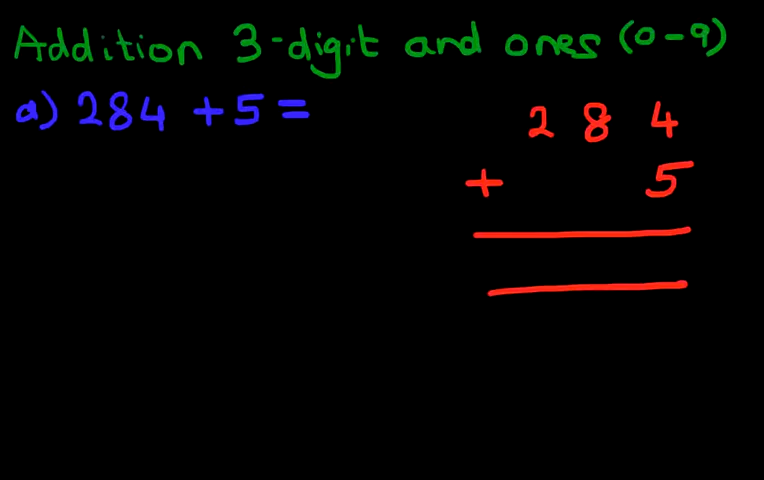 Addition 3-digit and ones (0-9)
a) 284 + 5 =
2 8 4
+ 5